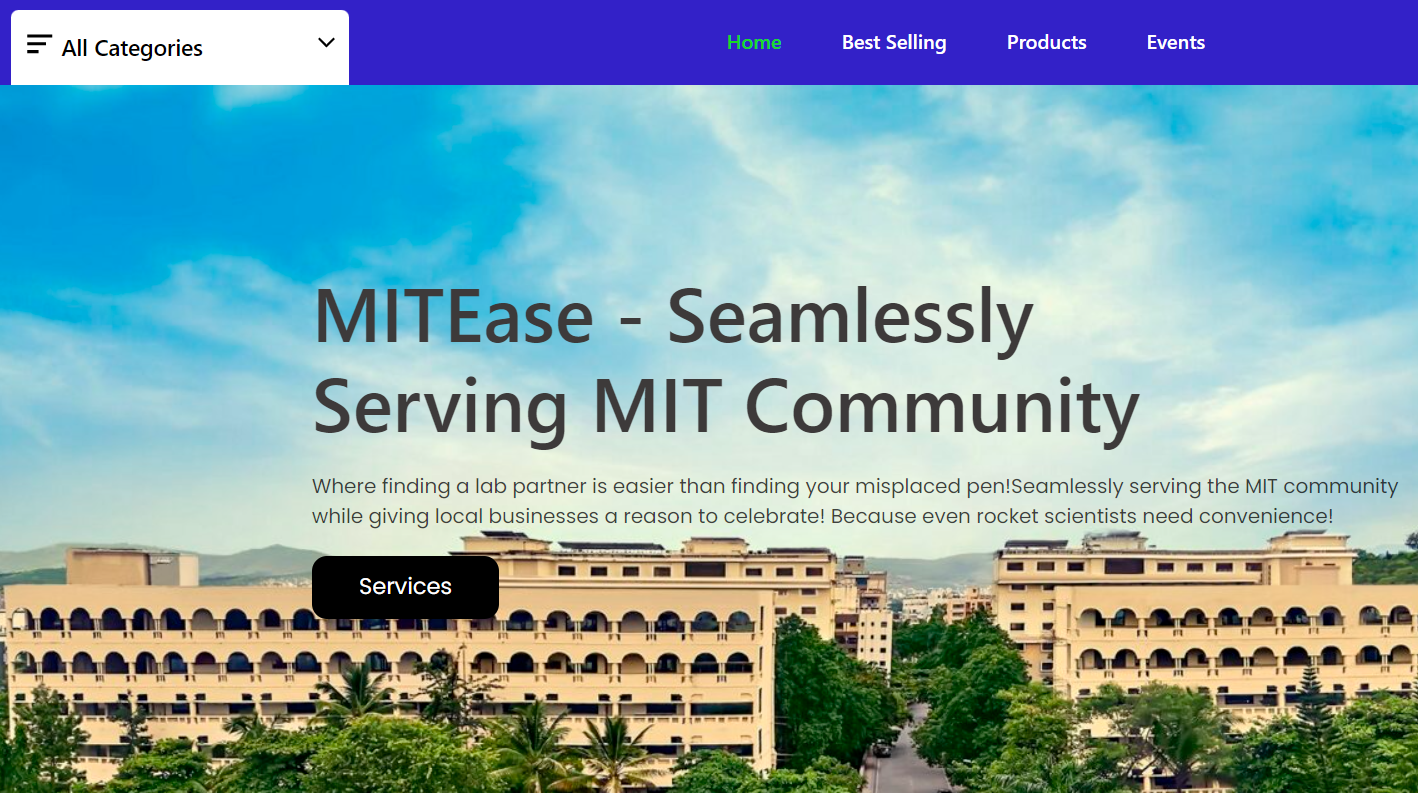 All Categories
Home
Best Selling
Products
Events
MITEase - Seamlessly
Serving MIT Community
Where finding a lab partner is easier than finding your misplaced pen!Seamlessly serving the MIT community
while giving local businesses a reason to celebrate! Because even rocket scientists need convenience!
Services